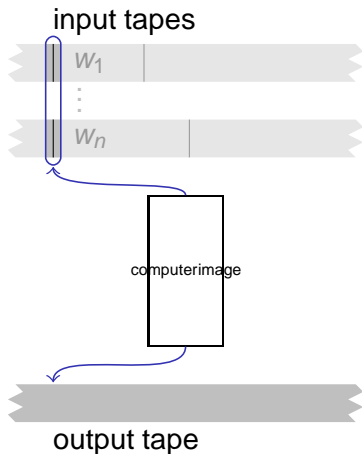 input tapes
w1
⋮
wn
computerimage
output tape